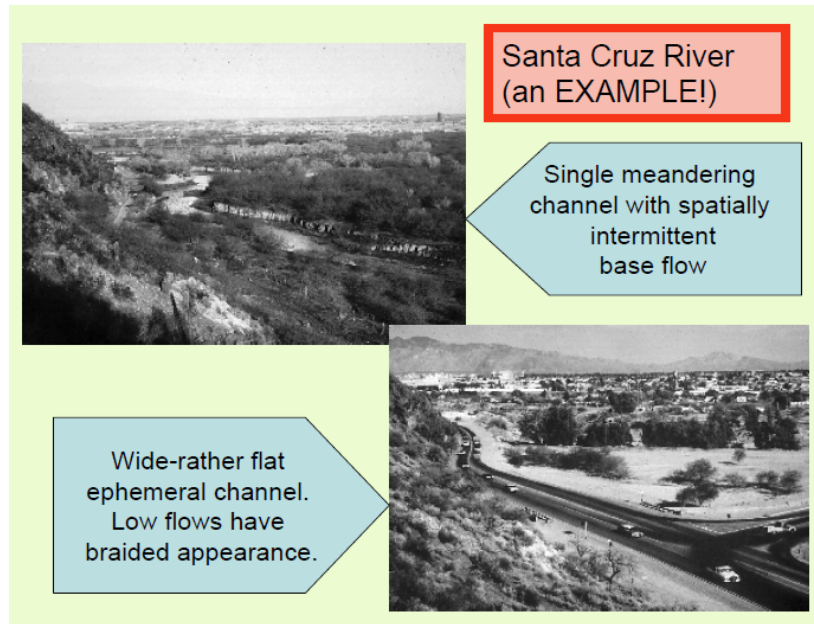 Santa Cruz River
(an EXAMPLE!)
Single meandering
channel with spatially
intermittent
base flow
Wide-rather flat
ephemeral channel.
Low flows have
braided appearance.